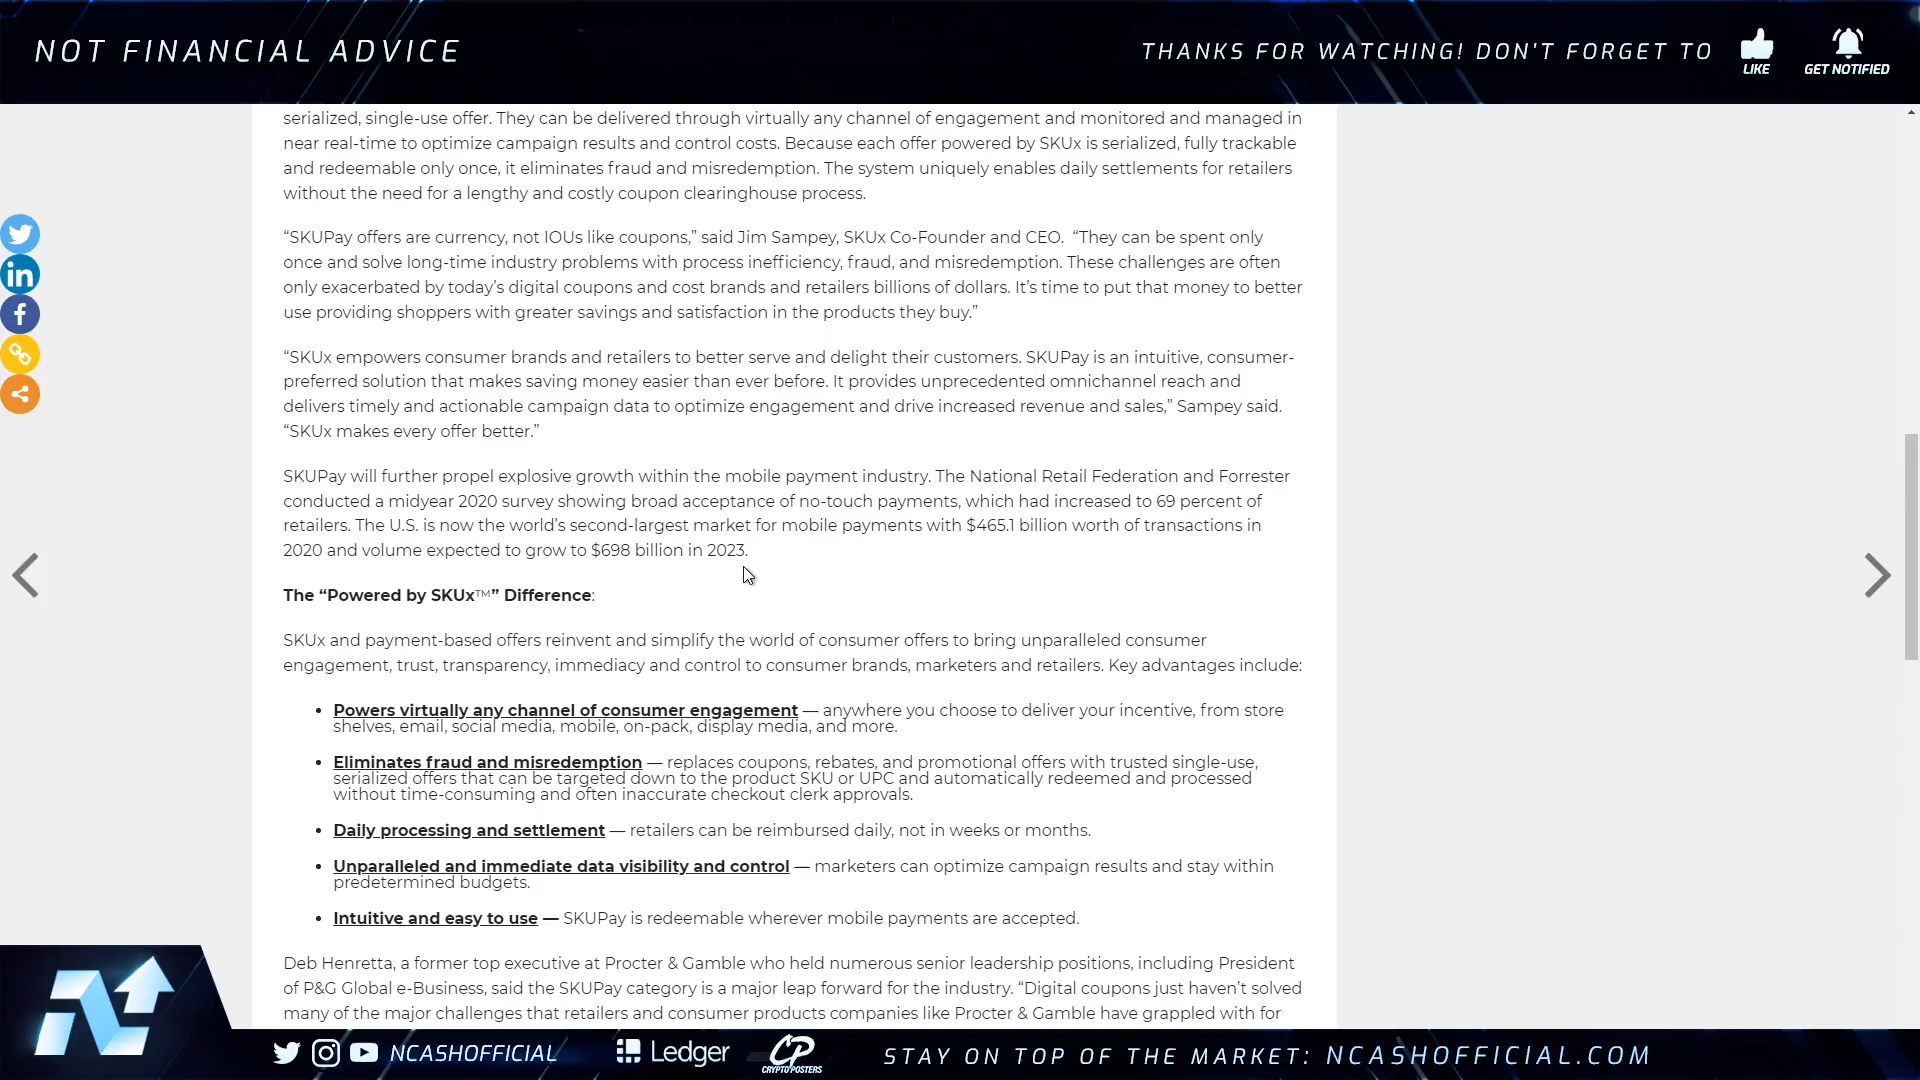 NOT FINANCIAL ADVICE
THANKS FOR WATCHING! DON'T FORGET TO
LIKE
GET NOTIFIED
serialized, single-use offer. They can be delivered through virtually any channel of engagement and monitored and managed in
near real-time to optimize campaign results and control costs. Because each offer powered by SKUx is serialized, fully trackable
and redeemable only once, it eliminates fraud and misredemption. The system uniquely enables daily settlements for retailers
without the need for a lengthy and costly coupon clearinghouse process.
“SKUPay offers are currency, not IOUs like coupons,” said Jim Sampey, SKUx Co-Founder and CEO.  “They can be spent only
once and solve long-time industry problems with process inefficiency, fraud, and misredemption. These challenges are often
only exacerbated by today’s digital coupons and cost brands and retailers billions of dollars. It’s time to put that money to better
use providing shoppers with greater savings and satisfaction in the products they buy.”
“SKUx empowers consumer brands and retailers to better serve and delight their customers. SKUPay is an intuitive, consumer-
preferred solution that makes saving money easier than ever before. It provides unprecedented omnichannel reach and
delivers timely and actionable campaign data to optimize engagement and drive increased revenue and sales,” Sampey said.
“SKUx makes every offer better.”
SKUPay will further propel explosive growth within the mobile payment industry. The National Retail Federation and Forrester
conducted a midyear 2020 survey showing broad acceptance of no-touch payments, which had increased to 69 percent of
retailers. The U.S. is now the world’s second-largest market for mobile payments with $465.1 billion worth of transactions in
2020 and volume expected to grow to $698 billion in 2023.
The “Powered by SKUx™” Difference:
SKUx and payment-based offers reinvent and simplify the world of consumer offers to bring unparalleled consumer
engagement, trust, transparency, immediacy and control to consumer brands, marketers and retailers. Key advantages include:
• Powers virtually any channel of consumer engagement — anywhere you choose to deliver your incentive, from store
shelves, email, social media, mobile, on-pack, display media, and more.
• Eliminates fraud and misredemption — replaces coupons, rebates, and promotional offers with trusted single-use,
serialized offers that can be targeted down to the product SKU or UPC and automatically redeemed and processed
without time-consuming and often inaccurate checkout clerk approvals.
• Daily processing and settlement — retailers can be reimbursed daily, not in weeks or months.
• Unparalleled and immediate data visibility and control — marketers can optimize campaign results and stay within
predetermined budgets.
• Intuitive and easy to use — SKUPay is redeemable wherever mobile payments are accepted.
Deb Henretta, a former top executive at Procter & Gamble who held numerous senior leadership positions, including President
of P&G Global e-Business, said the SKUPay category is a major leap forward for the industry. “Digital coupons just haven’t solved
many of the major challenges that retailers and consumer products companies like Procter & Gamble have grappled with for
NCASHOFFICIAL
Ledger
CP
CRYPTOPOSTERS
STAY ON TOP OF THE MARKET: NCASHOFFICIAL.COM